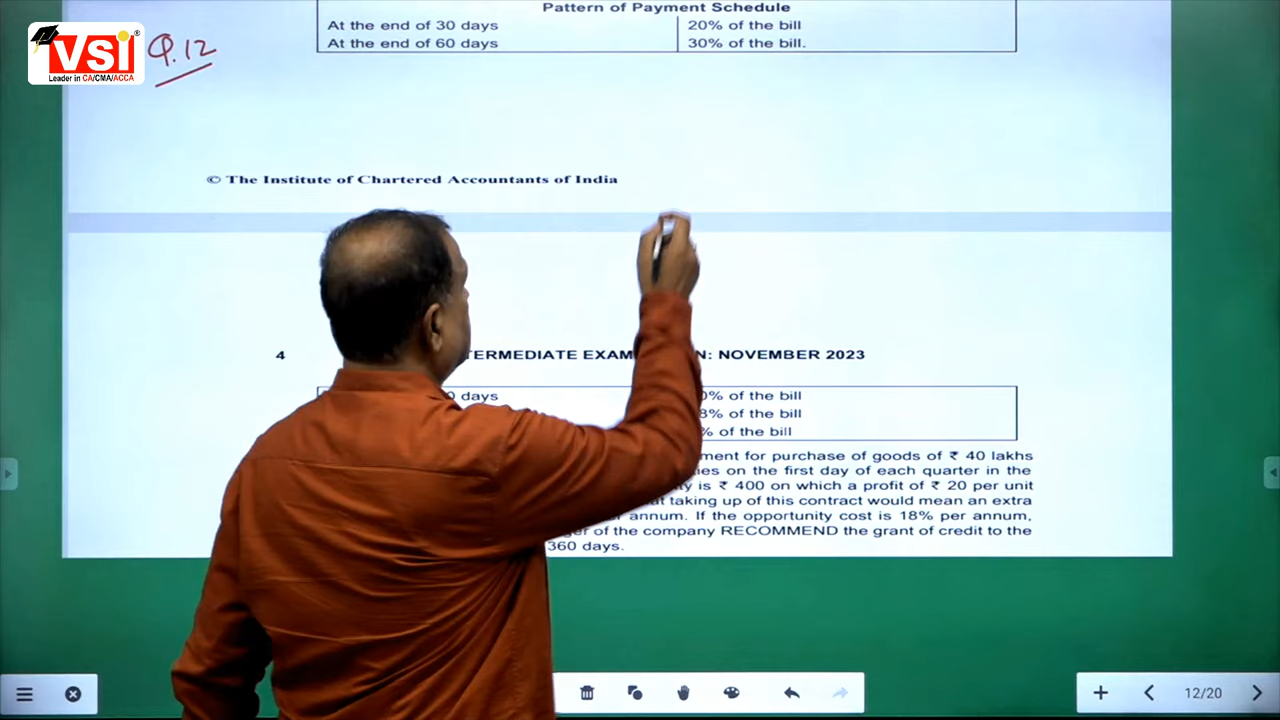 Pattern of Payment Schedule
At the end of 30 days 20% of the bill
At the end of 60 days 30% of the bill.
VSi ®
Leader in CA/CMA/ACCA
Q.12
© The Institute of Chartered Accountants of India
4 TERMEDIATE EXAM N: NOVEMBER 2023
0 days 0% of the bill
8% of the bill
% of the bill
ment for purchase of goods of ₹ 40 lakhs
ies on the first day of each quarter in the
ty is ₹ 400 on which a profit of ₹ 20 per unit
at taking up of this contract would mean an extra
annum. If the opportunity cost is 18% per annum,
ger of the company RECOMMEND the grant of credit to the
360 days.
12/20